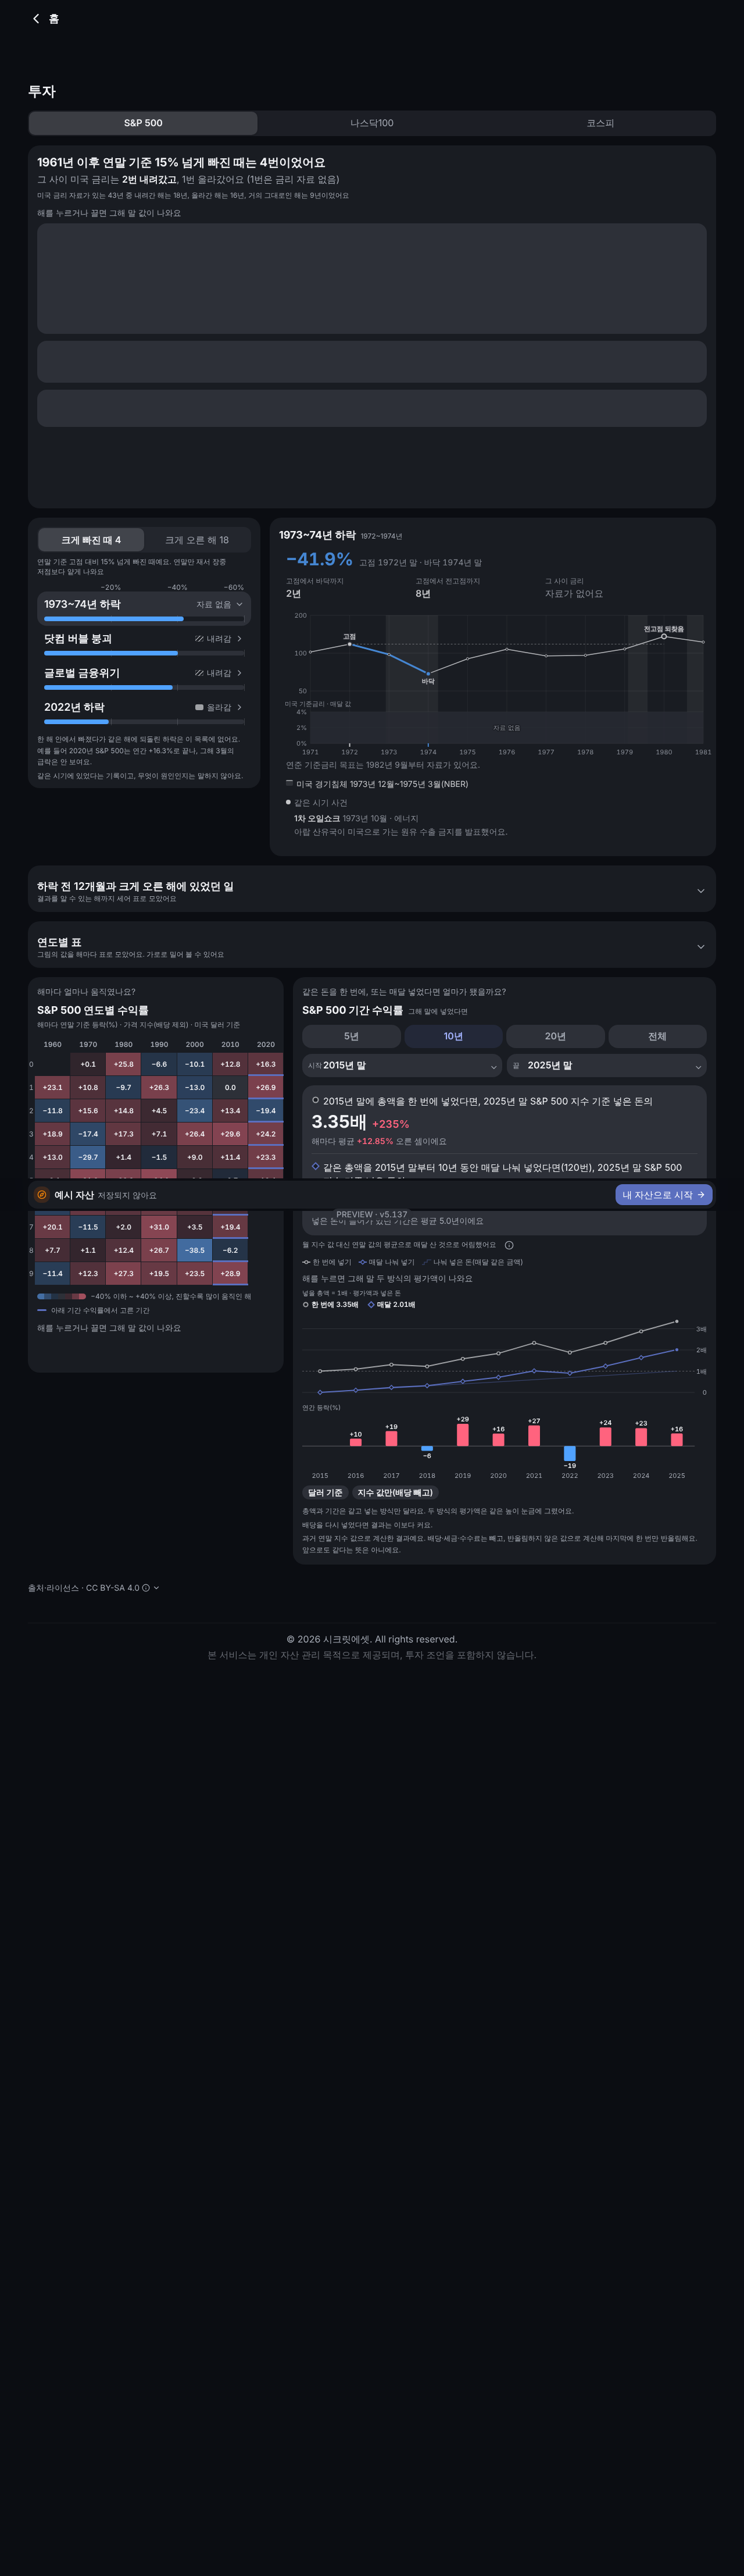 홈
투자
S&P 500
나스닥100
코스피
1961년 이후 연말 기준 15% 넘게 빠진 때는 4번이었어요
그 사이 미국 금리는 2번 내려갔고, 1번 올라갔어요 (1번은 금리 자료 없음)
미국 금리 자료가 있는 43년 중 내려간 해는 18년, 올라간 해는 16년, 거의 그대로인 해는 9년이었어요
해를 누르거나 끌면 그해 말 값이 나와요
크게 빠진 때 4
크게 오른 해 18
연말 기준 고점 대비 15% 넘게 빠진 때예요. 연말만 재서 장중
저점보다 얕게 나와요
−20% −40% −60%
1973~74년 하락 자료 없음
닷컴 버블 붕괴 내려감
글로벌 금융위기 내려감
2022년 하락 올라감
한 해 안에서 빠졌다가 같은 해에 되돌린 하락은 이 목록에 없어요.
예를 들어 2020년 S&P 500는 연간 +16.3%로 끝나, 그해 3월의
급락은 안 보여요.
같은 시기에 있었다는 기록이고, 무엇이 원인인지는 말하지 않아요.
1973~74년 하락 1972~1974년
−41.9% 고점 1972년 말 · 바닥 1974년 말
고점에서 바닥까지
2년
고점에서 전고점까지
8년
그 사이 금리
자료가 없어요
200
100
50
고점
바닥
전고점 되찾음
미국 기준금리 · 매달 값
4%
2%
0%
자료 없음
1971 1972 1973 1974 1975 1976 1977 1978 1979 1980 1981
연준 기준금리 목표는 1982년 9월부터 자료가 있어요.
미국 경기침체 1973년 12월~1975년 3월(NBER)
같은 시기 사건
1차 오일쇼크 1973년 10월 · 에너지
아랍 산유국이 미국으로 가는 원유 수출 금지를 발표했어요.
하락 전 12개월과 크게 오른 해에 있었던 일
결과를 알 수 있는 해까지 세어 표로 모았어요
연도별 표
그림의 값을 해마다 표로 모았어요. 가로로 밀어 볼 수 있어요
해마다 얼마나 움직였나요?
S&P 500 연도별 수익률
해마다 연말 기준 등락(%) · 가격 지수(배당 제외) · 미국 달러 기준
1960 1970 1980 1990 2000 2010 2020
0 +0.1 +25.8 −6.6 −10.1 +12.8 +16.3
1 +23.1 +10.8 −9.7 +26.3 −13.0 0.0 +26.9
2 −11.8 +15.6 +14.8 +4.5 −23.4 +13.4 −19.4
3 +18.9 −17.4 +17.3 +7.1 +26.4 +29.6 +24.2
4 +13.0 −29.7 +1.4 −1.5 +9.0 +11.4 +23.3
7 +20.1 −11.5 +2.0 +31.0 +3.5 +19.4
8 +7.7 +1.1 +12.4 +26.7 −38.5 −6.2
9 −11.4 +12.3 +27.3 +19.5 +23.5 +28.9
−40% 이하 ~ +40% 이상, 진할수록 많이 움직인 해
아래 기간 수익률에서 고른 기간
해를 누르거나 끌면 그해 말 값이 나와요
같은 돈을 한 번에, 또는 매달 넣었다면 얼마가 됐을까요?
S&P 500 기간 수익률 그해 말에 넣었다면
5년
10년
20년
전체
시작 2015년 말
끝 2025년 말
2015년 말에 총액을 한 번에 넣었다면, 2025년 말 S&P 500 지수 기준 넣은 돈의
3.35배 +235%
해마다 평균 +12.85% 오른 셈이에요
같은 총액을 2015년 말부터 10년 동안 매달 나눠 넣었다면(120번), 2025년 말 S&P 500
예시 자산 저장되지 않아요
내 자산으로 시작
PREVIEW · v5.137
넣은 돈이 들어가 있던 기간은 평균 5.0년이에요
월 지수 값 대신 연말 값의 평균으로 매달 산 것으로 어림했어요
한 번에 넣기 매달 나눠 넣기 나눠 넣은 돈(매달 같은 금액)
해를 누르면 그해 말 두 방식의 평가액이 나와요
넣을 총액 = 1배 · 평가액과 넣은 돈
한 번에 3.35배 매달 2.01배
3배
2배
1배
0
연간 등락(%)
+10 +19 −6 +29 +16 +27 −19 +24 +23 +16
2015 2016 2017 2018 2019 2020 2021 2022 2023 2024 2025
달러 기준
지수 값만(배당 빼고)
총액과 기간은 같고 넣는 방식만 달라요. 두 방식의 평가액은 같은 높이 눈금에 그렸어요.
배당을 다시 넣었다면 결과는 이보다 커요.
과거 연말 지수 값으로 계산한 결과예요. 배당·세금·수수료는 빼고, 반올림하지 않은 값으로 계산해 마지막에 한 번만 반올림해요.
앞으로도 같다는 뜻은 아니에요.
출처·라이선스 · CC BY-SA 4.0
© 2026 시크릿에셋. All rights reserved.
본 서비스는 개인 자산 관리 목적으로 제공되며, 투자 조언을 포함하지 않습니다.